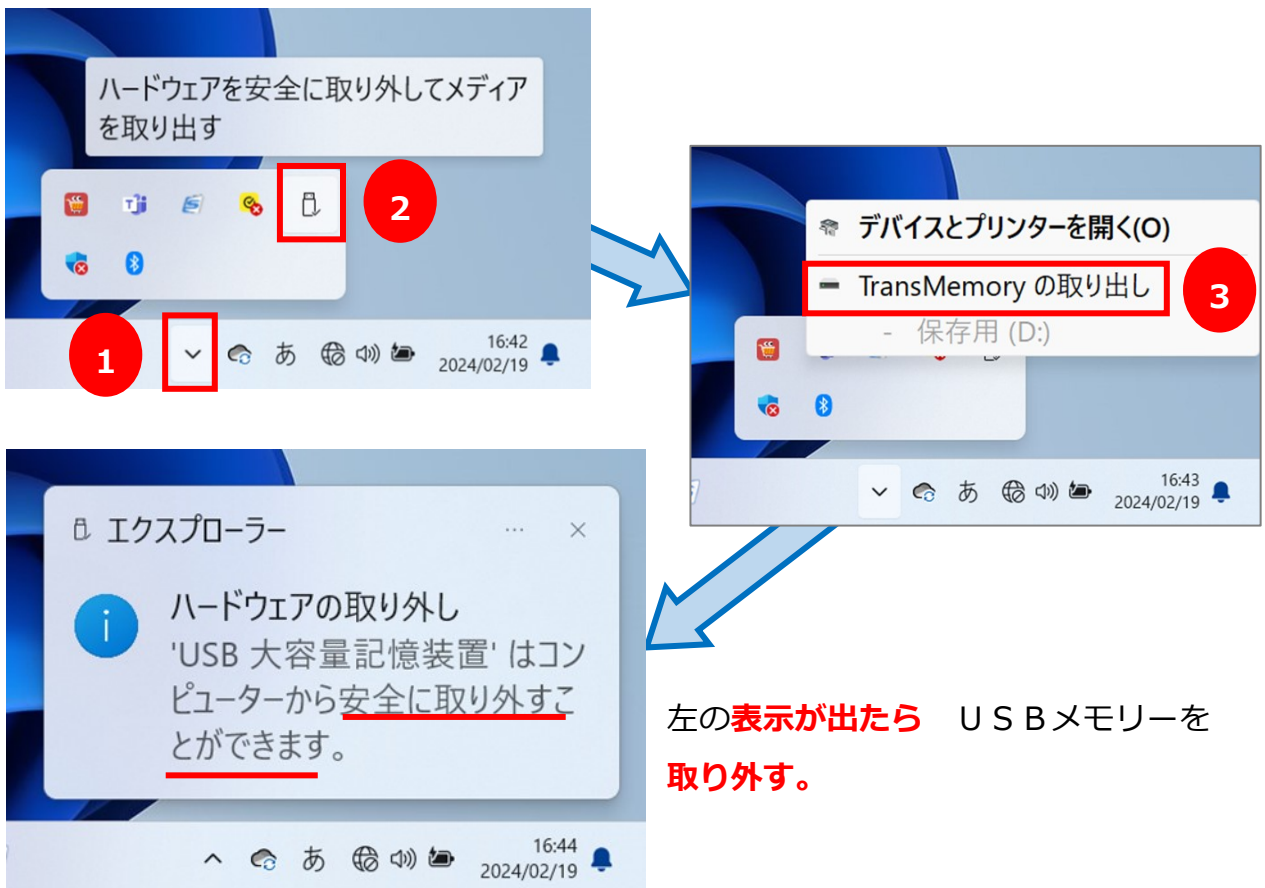 ハードウェアを安全に取り外してメディア
を取り出す
2
1
あ
16:42
2024/02/19
デバイスとプリンターを開く(O)
TransMemory の取り出し
3
- 保存用 (D:)
あ
16:43
2024/02/19
エクスプローラー
ハードウェアの取り外し
'USB 大容量記憶装置' はコン
ピューターから安全に取り外すこ
とができます。
あ
16:44
2024/02/19
左の表示が出たら　ＵＳＢメモリーを
取り外す。